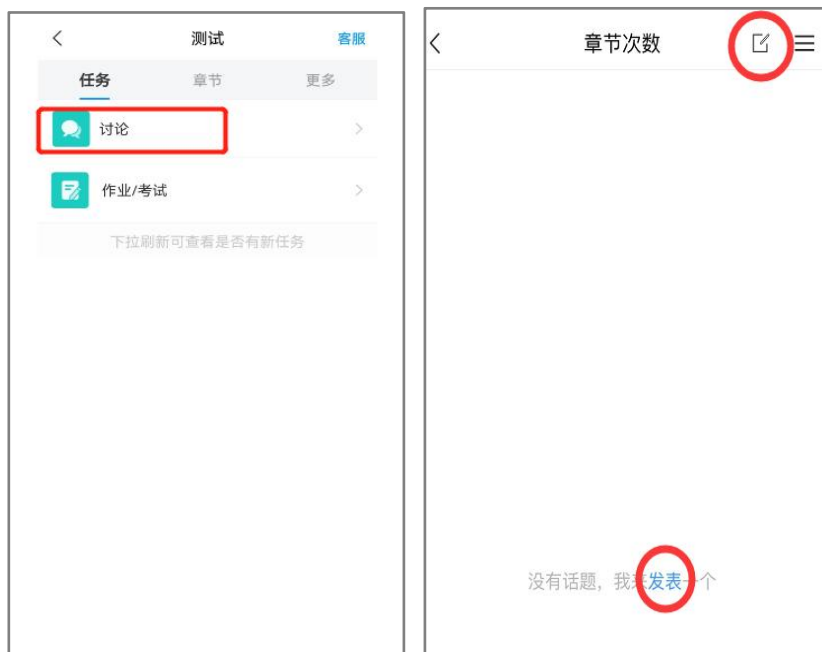 测试
客服
任务
章节
更多
讨论
作业/考试
下拉刷新可查看是否有新任务
章节次数
没有话题，我来发表一个